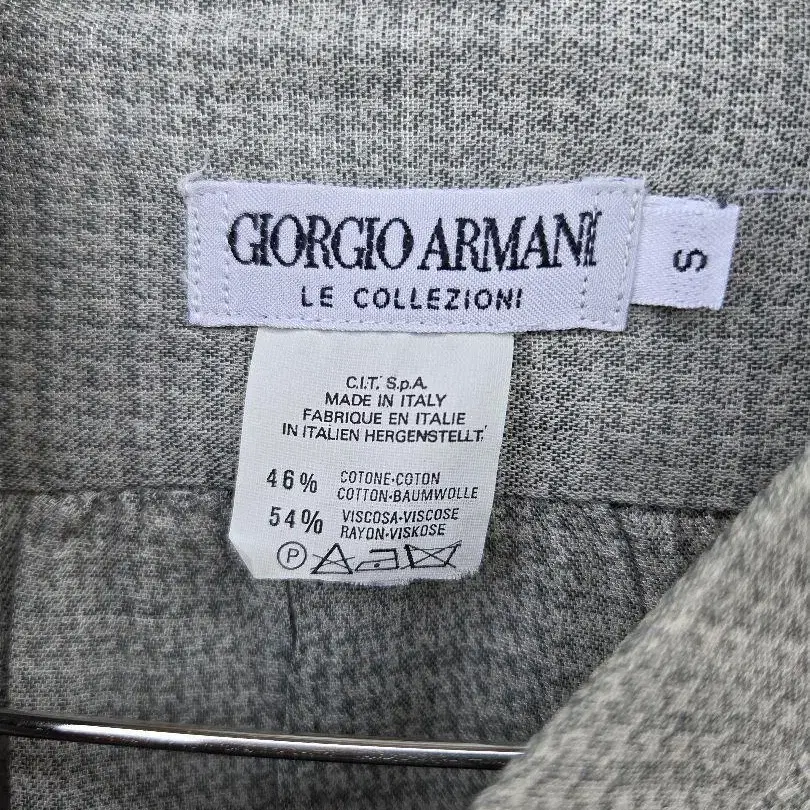 GIORGIO ARMANI
LE COLLEZIONI
S
C.I.T. S.p.A.
MADE IN ITALY
FABRIQUE EN ITALIE
IN ITALIEN HERGENSTELLT
46% COTONE-COTON
COTTON-BAUMWOLLE
54% VISCOSA-VISCOSE
RAYON-VISKOSE
P